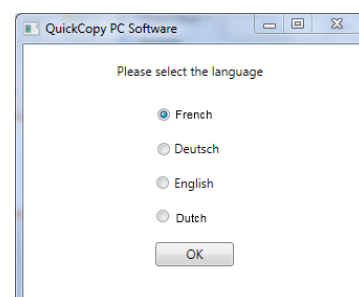 QuickCopy PC Software
Please select the language
French
Deutsch
English
Dutch
OK